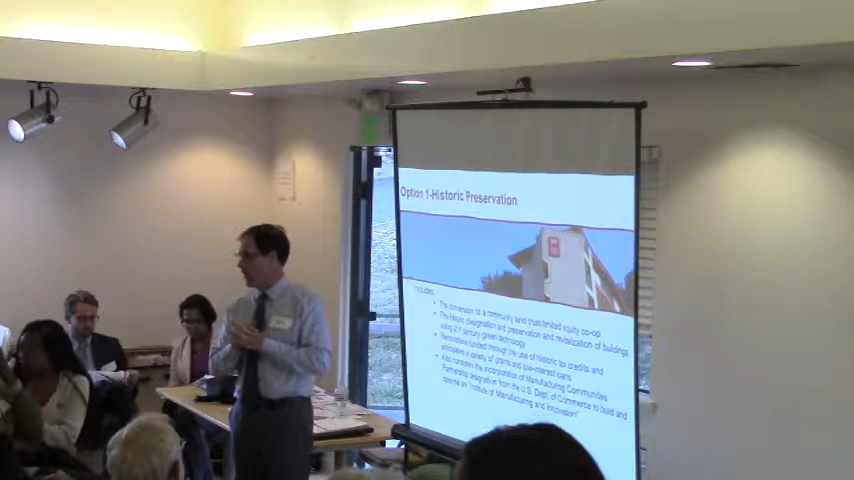 Option 1-Historic Preservation
Includes:
• The conversion to a community land trust/limited equity co-op
• The historic designation and preservation and revitalization of buildings
using 21st century green technology
• Renovations funded through the use of historic tax credits and
anticipates a variety of grants and low-interest loans
• Also considers the incorporation of Manufacturing Communities
Partnership designation from the U.S. Dept. of Commerce to build and
operate an "Institute of Manufacturing and Innovation"